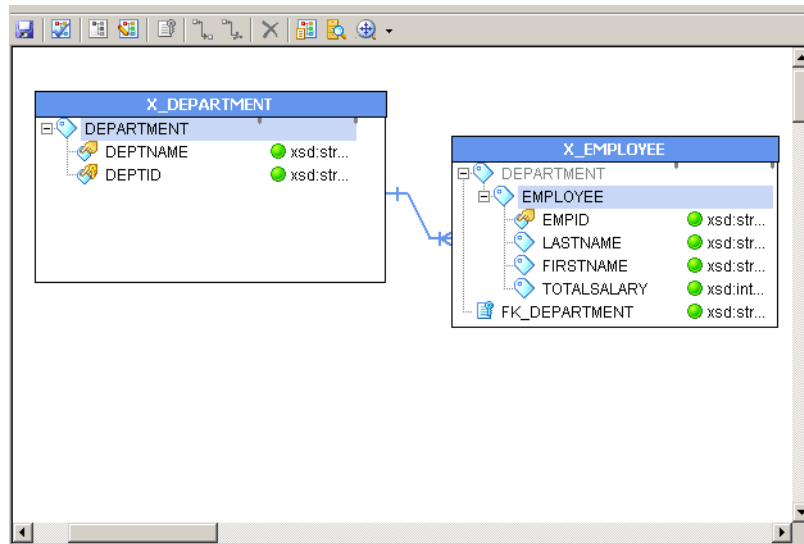 X_DEPARTMENT
DEPARTMENT
DEPTNAME xsd:str...
DEPTID xsd:str...
X_EMPLOYEE
DEPARTMENT
EMPLOYEE
EMPID xsd:str...
LASTNAME xsd:str...
FIRSTNAME xsd:str...
TOTALSALARY xsd:int...
FK_DEPARTMENT xsd:str...